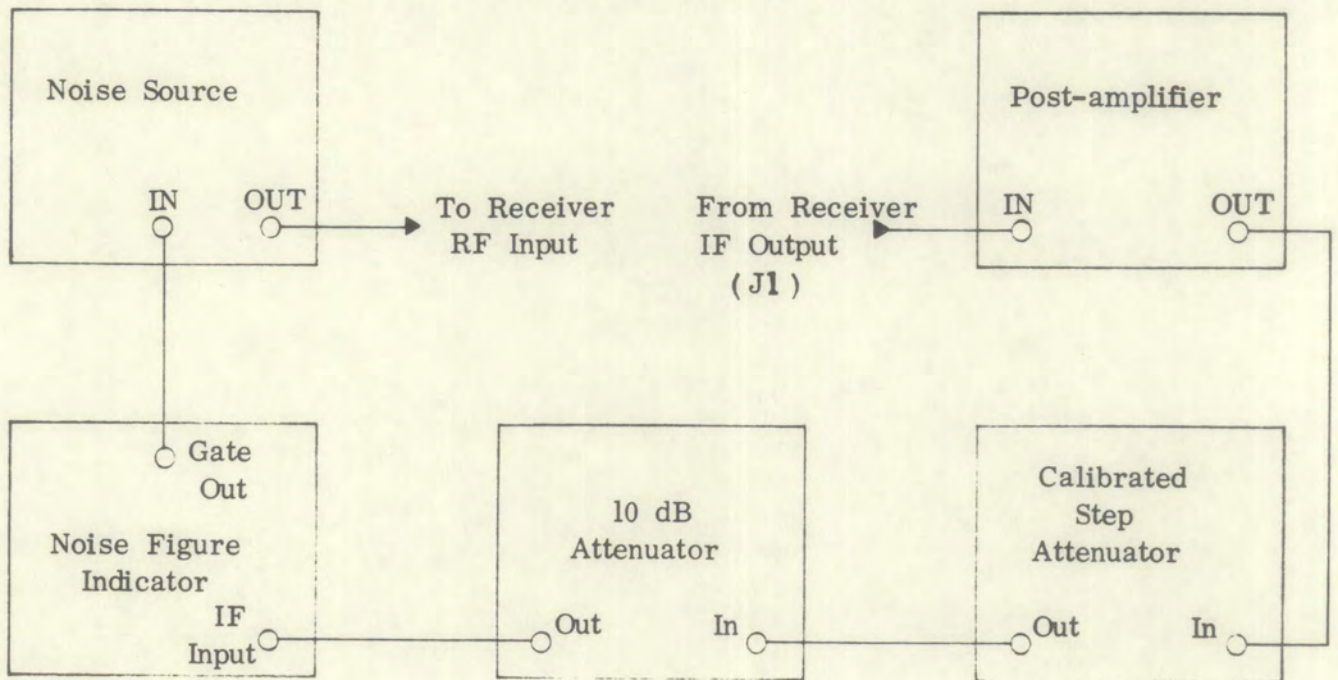 Noise Source
IN OUT
To Receiver
RF Input
From Receiver
IF Output
(J1)
Post-amplifier
IN OUT
Gate
Out
Noise Figure
Indicator
IF
Input
10 dB
Attenuator
Out In
Calibrated
Step
Attenuator
Out In